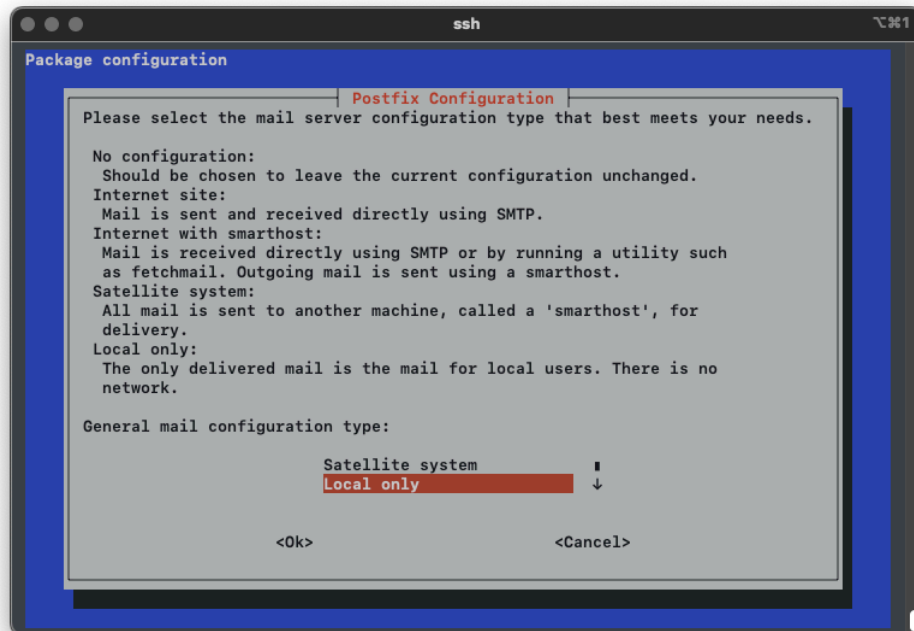 ssh
⌥⌘1
Package configuration
Postfix Configuration
Please select the mail server configuration type that best meets your needs.
No configuration:
Should be chosen to leave the current configuration unchanged.
Internet site:
Mail is sent and received directly using SMTP.
Internet with smarthost:
Mail is received directly using SMTP or by running a utility such
as fetchmail. Outgoing mail is sent using a smarthost.
Satellite system:
All mail is sent to another machine, called a 'smarthost', for
delivery.
Local only:
The only delivered mail is the mail for local users. There is no
network.
General mail configuration type:
Satellite system
Local only ↓
<Ok> <Cancel>